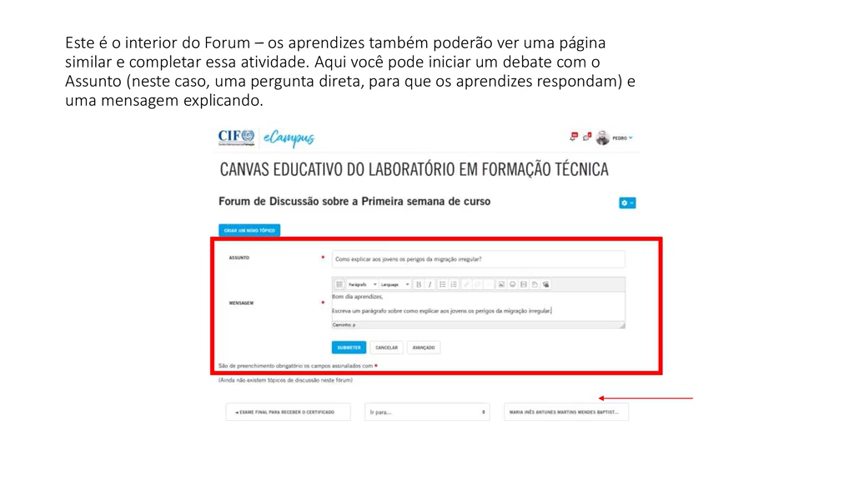 Este é o interior do Forum – os aprendizes também poderão ver uma página
similar e completar essa atividade. Aqui você pode iniciar um debate com o
Assunto (neste caso, uma pergunta direta, para que os aprendizes respondam) e
uma mensagem explicando.
CIF eCampus
PEDRO
CANVAS EDUCATIVO DO LABORATÓRIO EM FORMAÇÃO TÉCNICA
Forum de Discussão sobre a Primeira semana de curso
CRIAR UM NOVO TÓPICO
ASSUNTO * Como explicar aos jovens os perigos da migração irregular?
Parágrafo Language B I
MENSAGEM * Bom dia aprendizes,
Escreva um parágrafo sobre como explicar aos jovens os perigos da migração irregular.
Caminho: p
SUBMETER CANCELAR AVANÇADO
São de preenchimento obrigatório os campos assinalados com *
(Ainda não existem tópicos de discussão neste fórum)
◄ EXAME FINAL PARA RECEBER O CERTIFICADO
Ir para...
MARIA INÊS ANTUNES MARTINS MENDES BAPTIST...